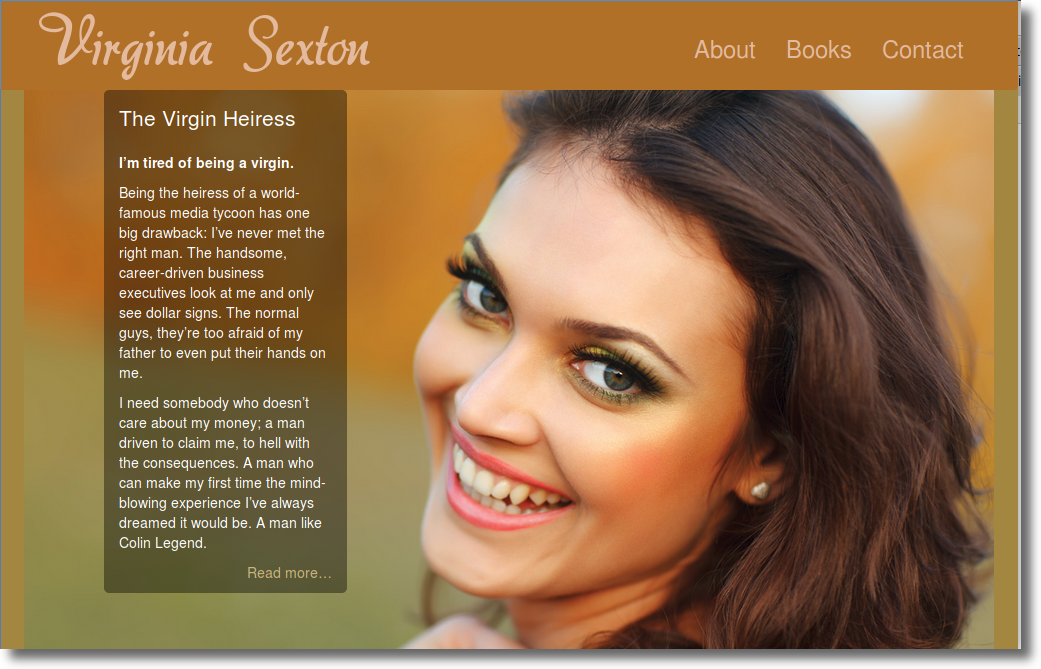 Virginia Sexton
About Books Contact
The Virgin Heiress
I’m tired of being a virgin.
Being the heiress of a world-
famous media tycoon has one
big drawback: I’ve never met the
right man. The handsome,
career-driven business
executives look at me and only
see dollar signs. The normal
guys, they’re too afraid of my
father to even put their hands on
me.
I need somebody who doesn’t
care about my money; a man
driven to claim me, to hell with
the consequences. A man who
can make my first time the mind-
blowing experience I’ve always
dreamed it would be. A man like
Colin Legend.
Read more…